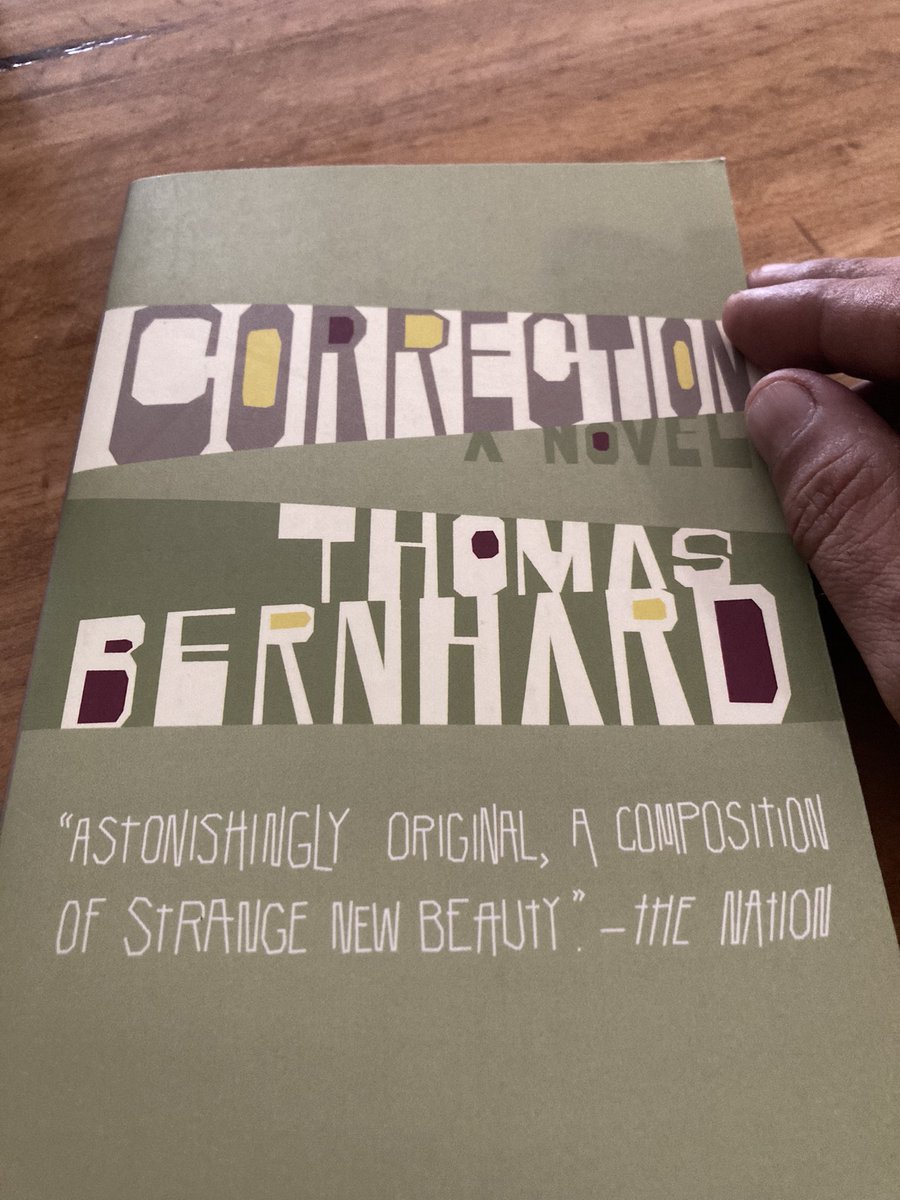 CORRECTION
A NOVEL
THOMAS
BERNHARD
“ASTONISHINGLY ORIGINAL, A COMPOSITION
OF STRANGE NEW BEAUTY”. —THE NATION